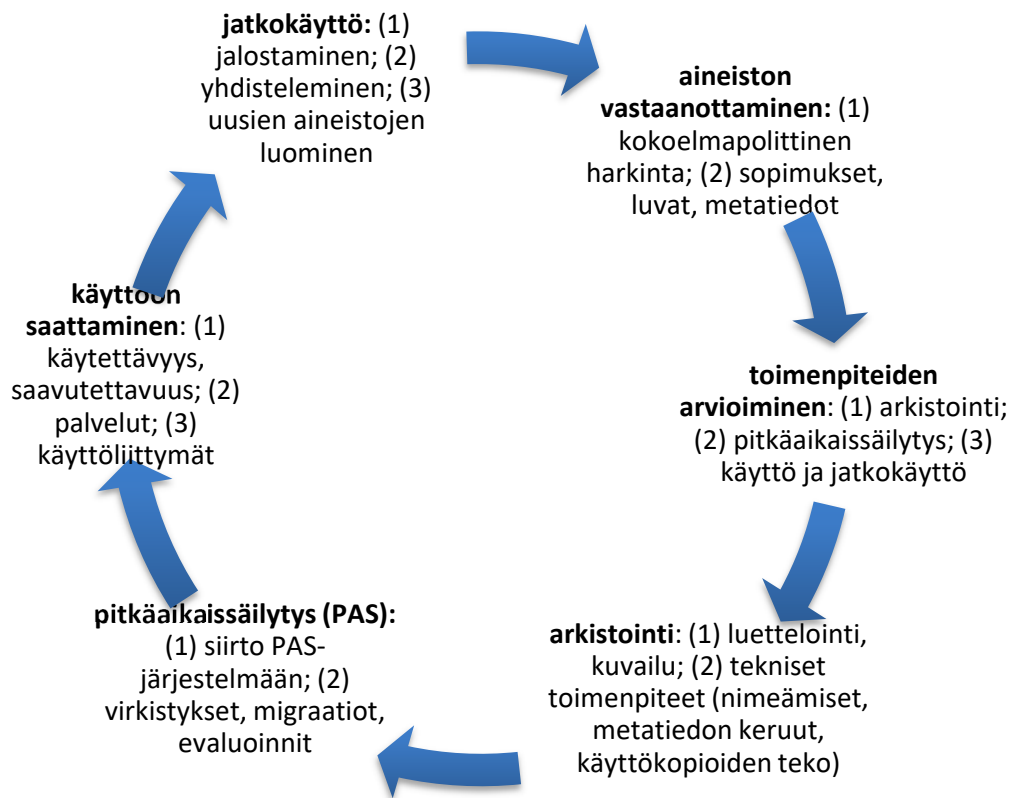 jatkokäyttö: (1)
jalostaminen; (2)
yhdisteleminen; (3)
uusien aineistojen
luominen
aineiston
vastaanottaminen: (1)
kokoelmapolittinen
harkinta; (2) sopimukset,
luvat, metatiedot
toimenpiteiden
arvioiminen: (1) arkistointi;
(2) pitkäaikaissäilytys; (3)
käyttö ja jatkokäyttö
arkistointi: (1) luettelointi,
kuvailu; (2) tekniset
toimenpiteet (nimeämiset,
metatiedon keruut,
käyttökopioiden teko)
pitkäaikaissäilytys (PAS):
(1) siirto PAS-
järjestelmään; (2)
virkistykset, migraatiot,
evaluoinnit
käyttöön
saattaminen: (1)
käytettävyys,
saavutettavuus; (2)
palvelut; (3)
käyttöliittymät